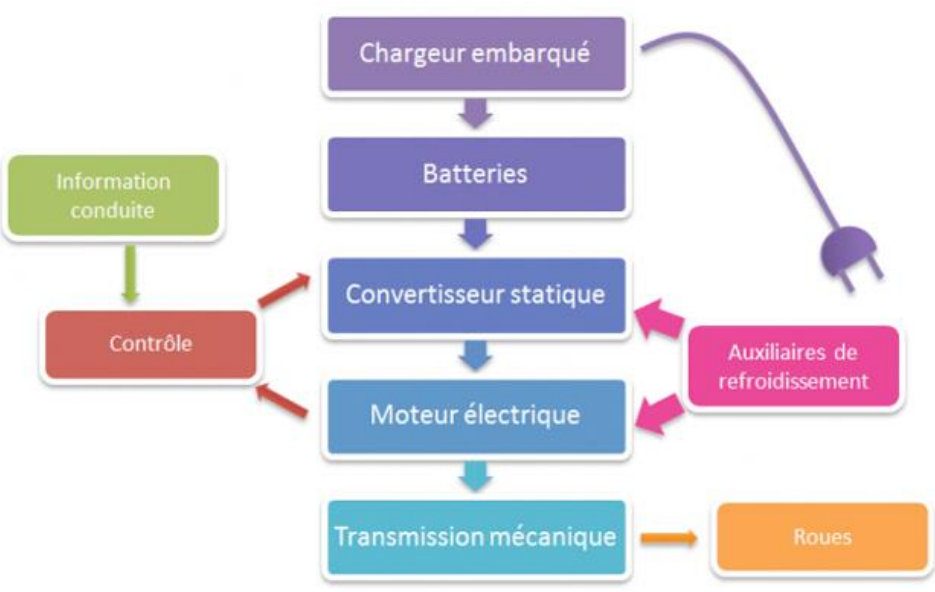 Chargeur embarqué
Batteries
Information
conduite
Convertisseur statique
Contrôle
Auxiliaires de
refroidissement
Moteur électrique
Transmission mécanique
Roues